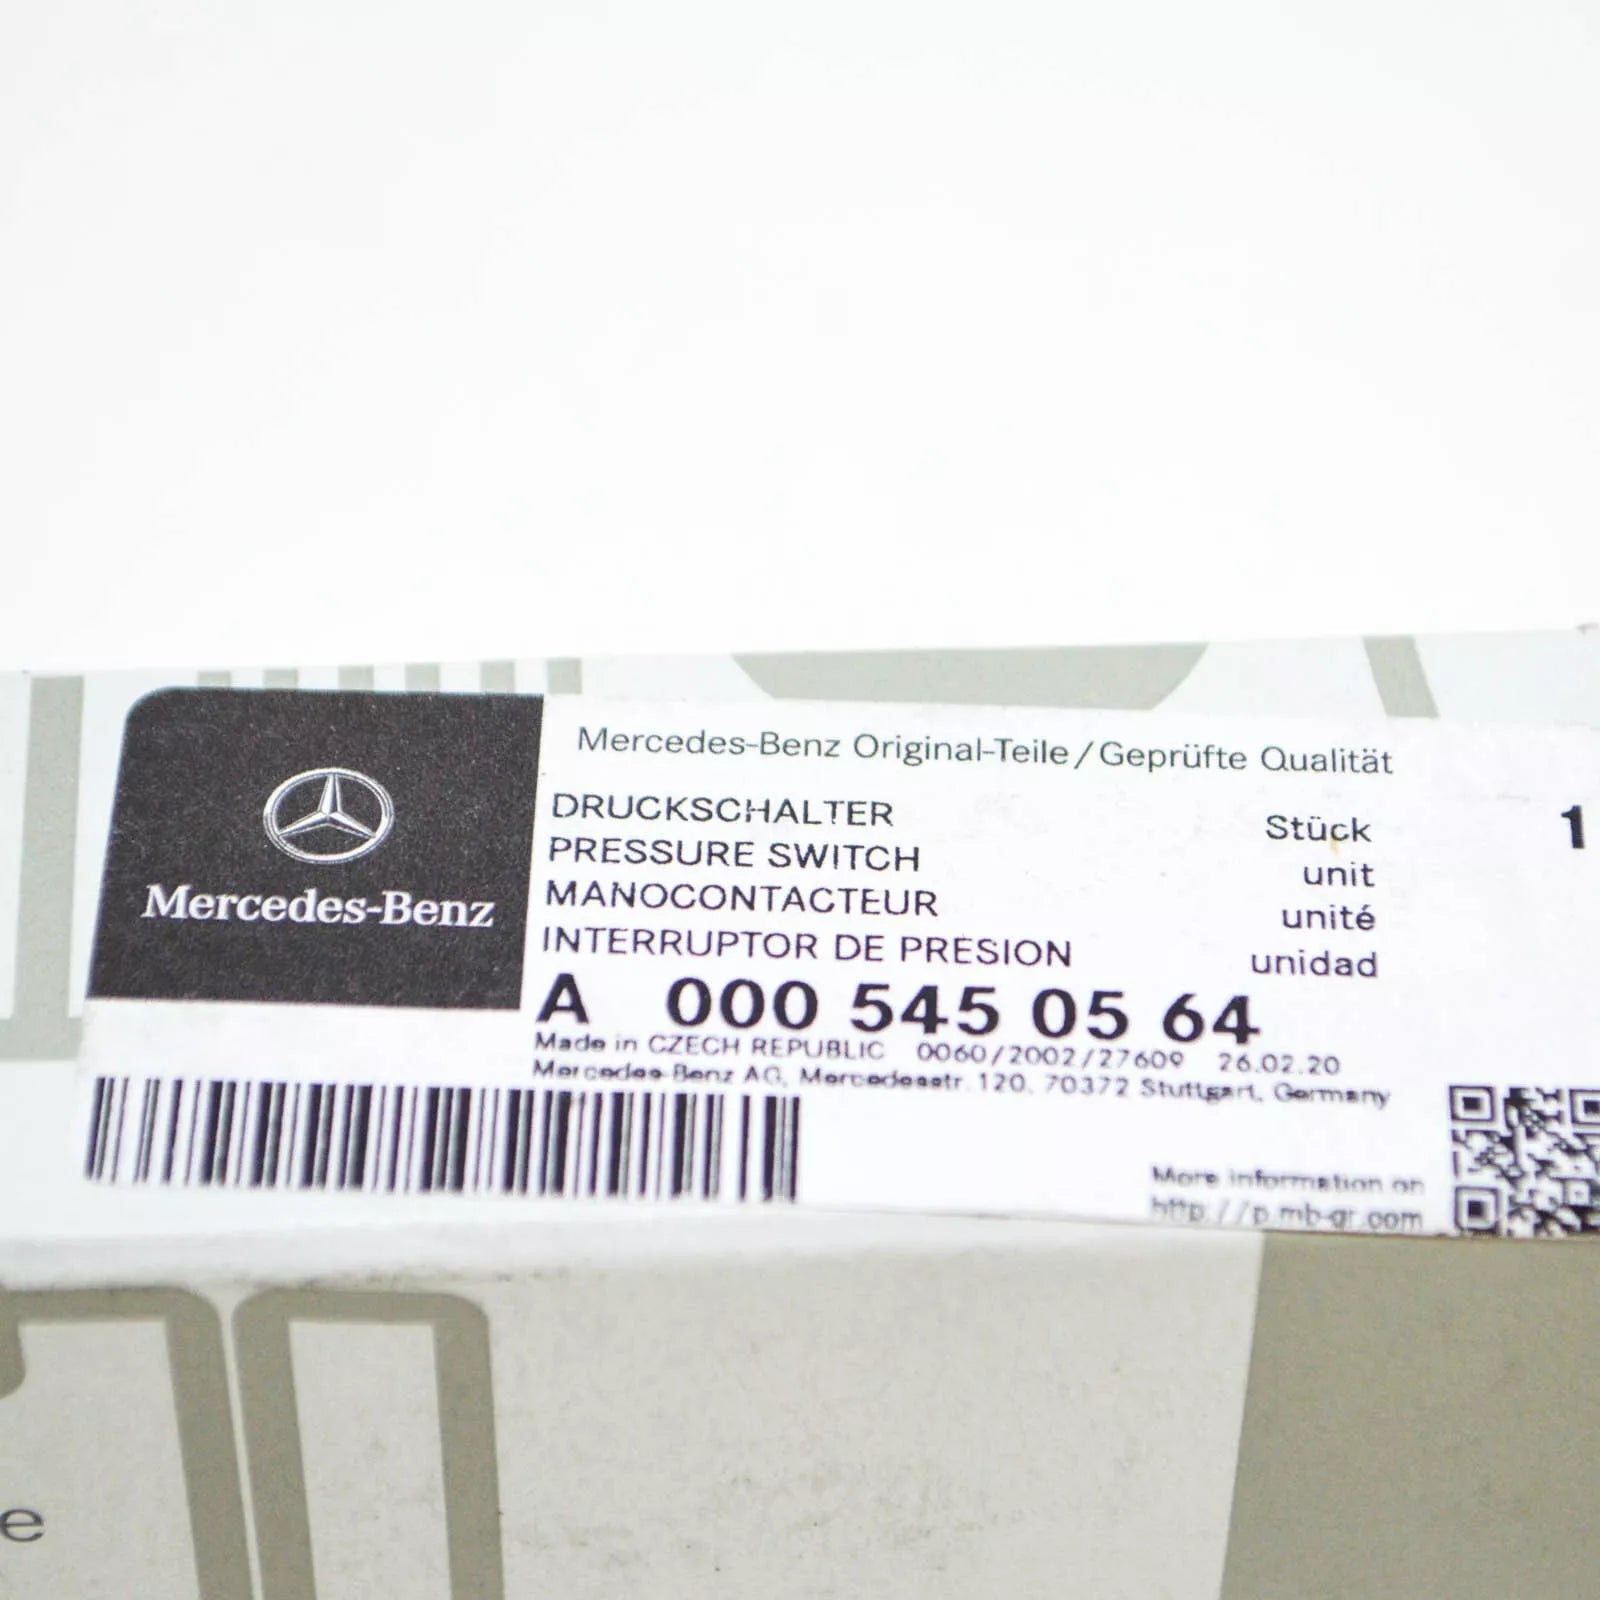 Mercedes-Benz
Mercedes-Benz Original-Teile/Geprüfte Qualität
DRUCKSCHALTER Stück 1
PRESSURE SWITCH unit
MANOCONTACTEUR unité
INTERRUPTOR DE PRESION unidad
A 000 545 05 64
Made in CZECH REPUBLIC 0060/2002/27609 26.02.20
Mercedes-Benz AG, Mercedesstr. 120, 70372 Stuttgart, Germany
More information on
http://p.mb-qr.com
e